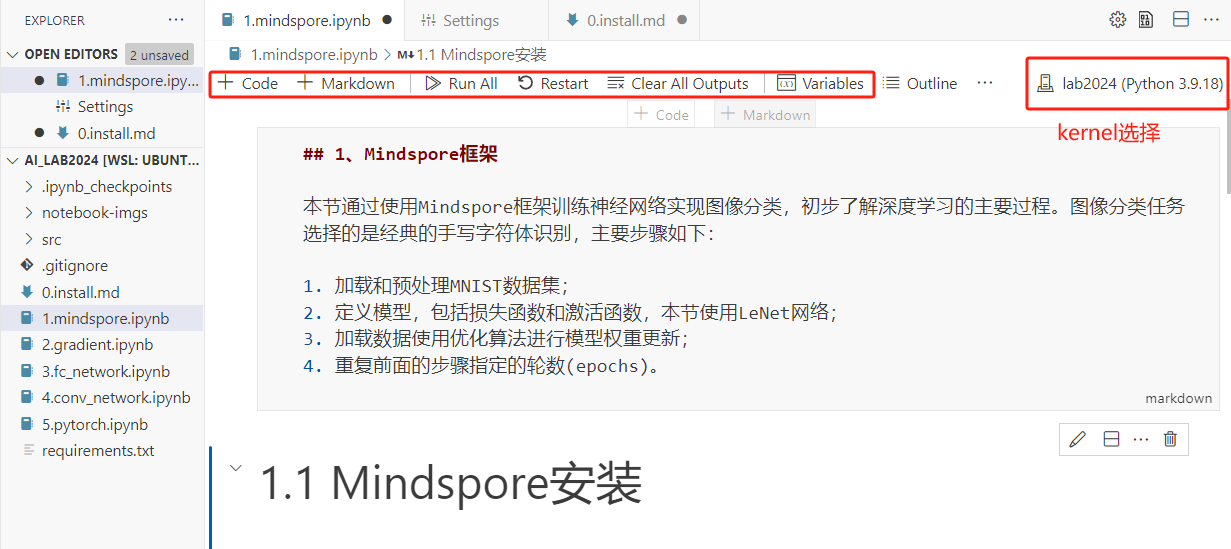 EXPLORER
1.mindspore.ipynb
Settings
0.install.md
OPEN EDITORS 2 unsaved
1.mindspore.ipy...
Settings
0.install.md
AI_LAB2024 [WSL: UBUNT...
.ipynb_checkpoints
notebook-imgs
src
.gitignore
0.install.md
1.mindspore.ipynb
2.gradient.ipynb
3.fc_network.ipynb
4.conv_network.ipynb
5.pytorch.ipynb
requirements.txt
1.mindspore.ipynb > M↓1.1 Mindspore安装
+ Code + Markdown Run All Restart Clear All Outputs Variables Outline ... lab2024 (Python 3.9.18)
kernel选择
+ Code + Markdown
## 1、Mindspore框架
本节通过使用Mindspore框架训练神经网络实现图像分类，初步了解深度学习的主要过程。图像分类任务
选择的是经典的手写字符体识别，主要步骤如下：
1. 加载和预处理MNIST数据集；
2. 定义模型，包括损失函数和激活函数，本节使用LeNet网络；
3. 加载数据使用优化算法进行模型权重更新；
4. 重复前面的步骤指定的轮数(epochs)。
markdown
1.1 Mindspore安装